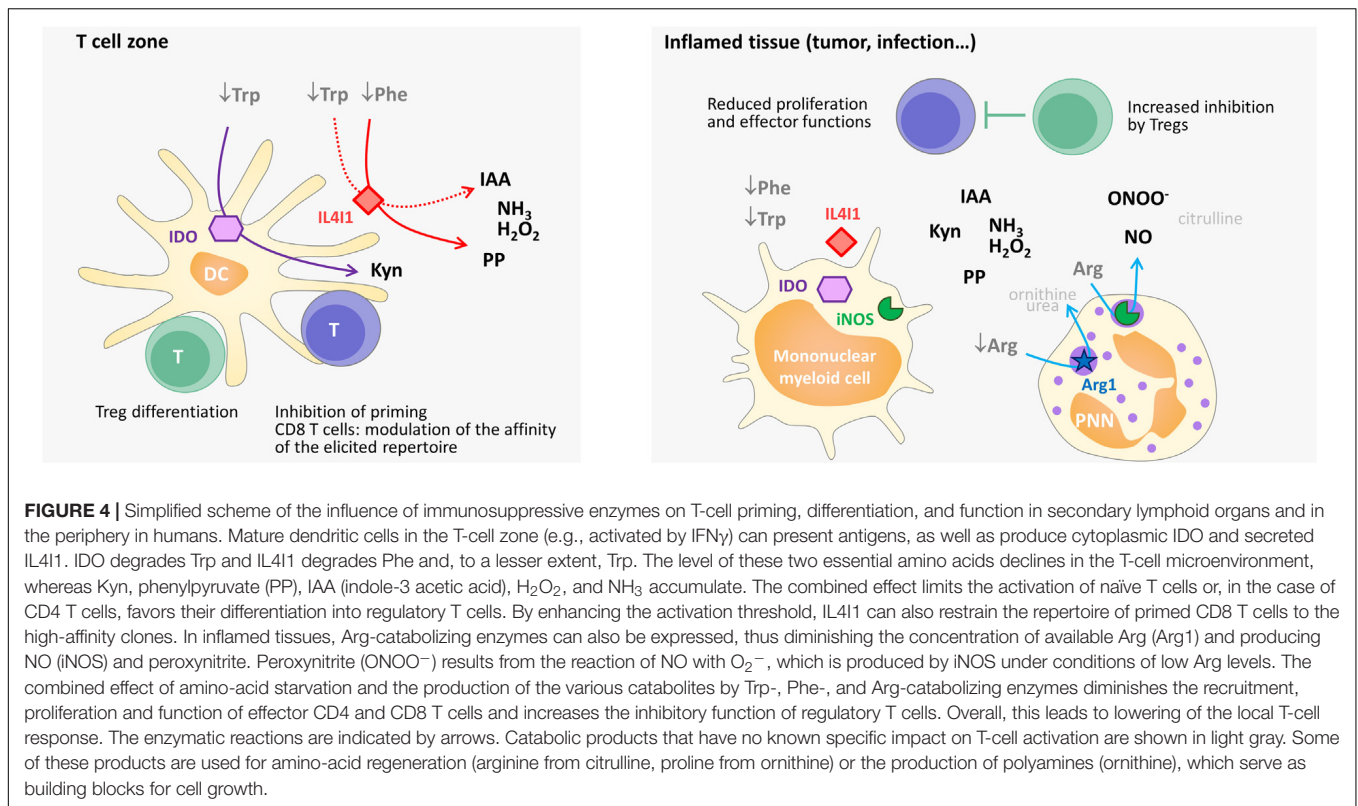 T cell zone
↓Trp
↓Trp ↓Phe
IAA
NH3
H2O2
PP
IL4I1
IDO
DC
Kyn
T
T
Treg differentiation
Inhibition of priming
CD8 T cells: modulation of the affinity
of the elicited repertoire
Inflamed tissue (tumor, infection…)
Reduced proliferation
and effector functions
Increased inhibition
by Tregs
↓Phe
↓Trp
IL4I1
IDO
iNOS
Mononuclear
myeloid cell
IAA
Kyn
NH3
H2O2
PP
ONOO-
citrulline
NO
Arg
ornithine
urea
↓Arg
Arg1
PNN
FIGURE 4 | Simplified scheme of the influence of immunosuppressive enzymes on T-cell priming, differentiation, and function in secondary lymphoid organs and in
the periphery in humans. Mature dendritic cells in the T-cell zone (e.g., activated by IFNγ) can present antigens, as well as produce cytoplasmic IDO and secreted
IL4I1. IDO degrades Trp and IL4I1 degrades Phe and, to a lesser extent, Trp. The level of these two essential amino acids declines in the T-cell microenvironment,
whereas Kyn, phenylpyruvate (PP), IAA (indole-3 acetic acid), H2O2, and NH3 accumulate. The combined effect limits the activation of naïve T cells or, in the case of
CD4 T cells, favors their differentiation into regulatory T cells. By enhancing the activation threshold, IL4I1 can also restrain the repertoire of primed CD8 T cells to the
high-affinity clones. In inflamed tissues, Arg-catabolizing enzymes can also be expressed, thus diminishing the concentration of available Arg (Arg1) and producing
NO (iNOS) and peroxynitrite. Peroxynitrite (ONOO−) results from the reaction of NO with O2−, which is produced by iNOS under conditions of low Arg levels. The
combined effect of amino-acid starvation and the production of the various catabolites by Trp-, Phe-, and Arg-catabolizing enzymes diminishes the recruitment,
proliferation and function of effector CD4 and CD8 T cells and increases the inhibitory function of regulatory T cells. Overall, this leads to lowering of the local T-cell
response. The enzymatic reactions are indicated by arrows. Catabolic products that have no known specific impact on T-cell activation are shown in light gray. Some
of these products are used for amino-acid regeneration (arginine from citrulline, proline from ornithine) or the production of polyamines (ornithine), which serve as
building blocks for cell growth.